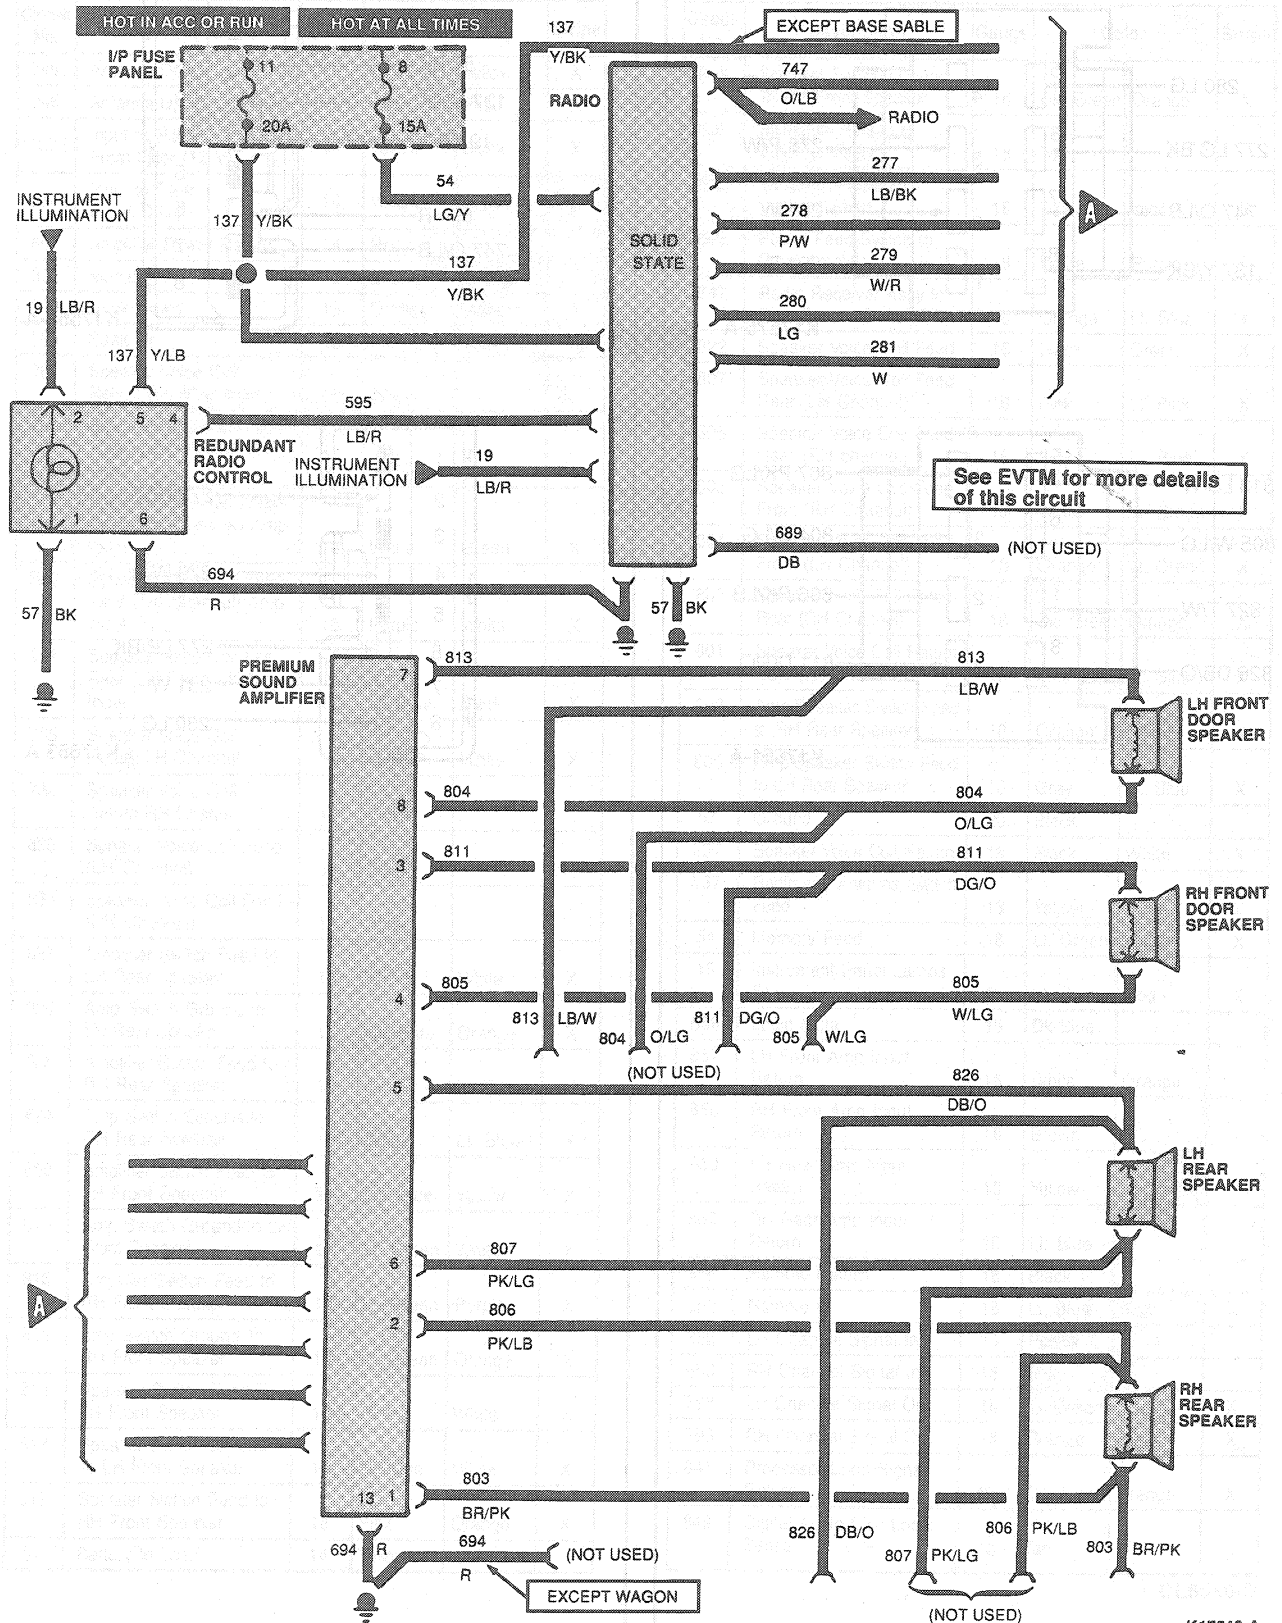 HOT IN ACC OR RUN
HOT AT ALL TIMES
137
EXCEPT BASE SABLE
I/P FUSE
PANEL
11
8
Y/BK
RADIO
747
O/LB
RADIO
20A
15A
54
LG/Y
277
LB/BK
INSTRUMENT
ILLUMINATION
137
Y/BK
278
P/W
A
SOLID
STATE
137
Y/BK
279
W/R
19
LB/R
280
LG
137
Y/LB
281
W
2
5
4
595
LB/R
REDUNDANT
RADIO
CONTROL
INSTRUMENT
ILLUMINATION
19
LB/R
See EVTM for more details
of this circuit
1
6
689
DB
(NOT USED)
694
R
57
BK
57
BK
PREMIUM
SOUND
AMPLIFIER
7
813
813
LB/W
LH FRONT
DOOR
SPEAKER
8
804
804
O/LG
3
811
811
DG/O
RH FRONT
DOOR
SPEAKER
4
805
805
W/LG
813
LB/W
804
O/LG
811
DG/O
805
W/LG
(NOT USED)
5
826
DB/O
LH
REAR
SPEAKER
6
807
PK/LG
A
2
806
PK/LB
RH
REAR
SPEAKER
13
1
803
BR/PK
826
DB/O
807
PK/LG
806
PK/LB
803
BR/PK
694
R
694
R
(NOT USED)
EXCEPT WAGON
(NOT USED)